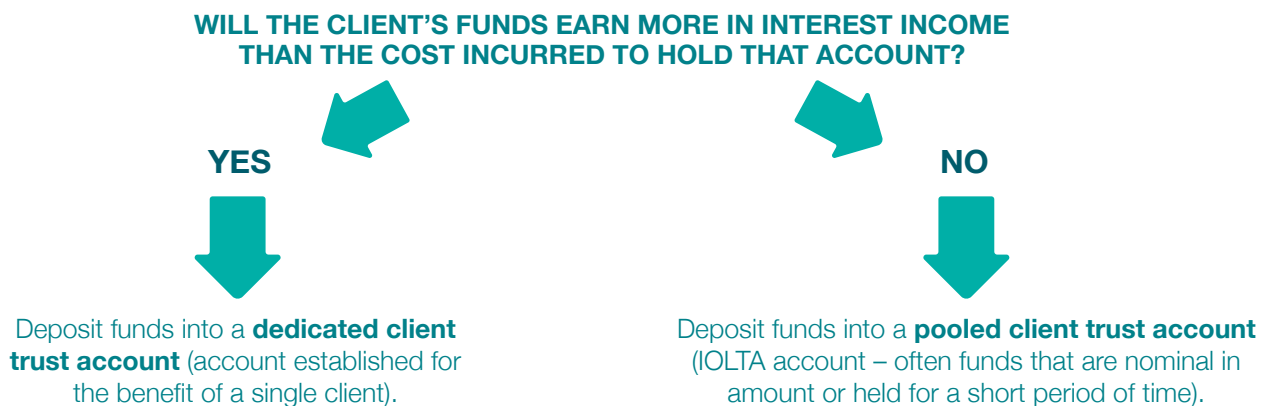 WILL THE CLIENT’S FUNDS EARN MORE IN INTEREST INCOME
THAN THE COST INCURRED TO HOLD THAT ACCOUNT?
YES
NO
Deposit funds into a dedicated client
trust account (account established for
the benefit of a single client).
Deposit funds into a pooled client trust account
(IOLTA account – often funds that are nominal in
amount or held for a short period of time).